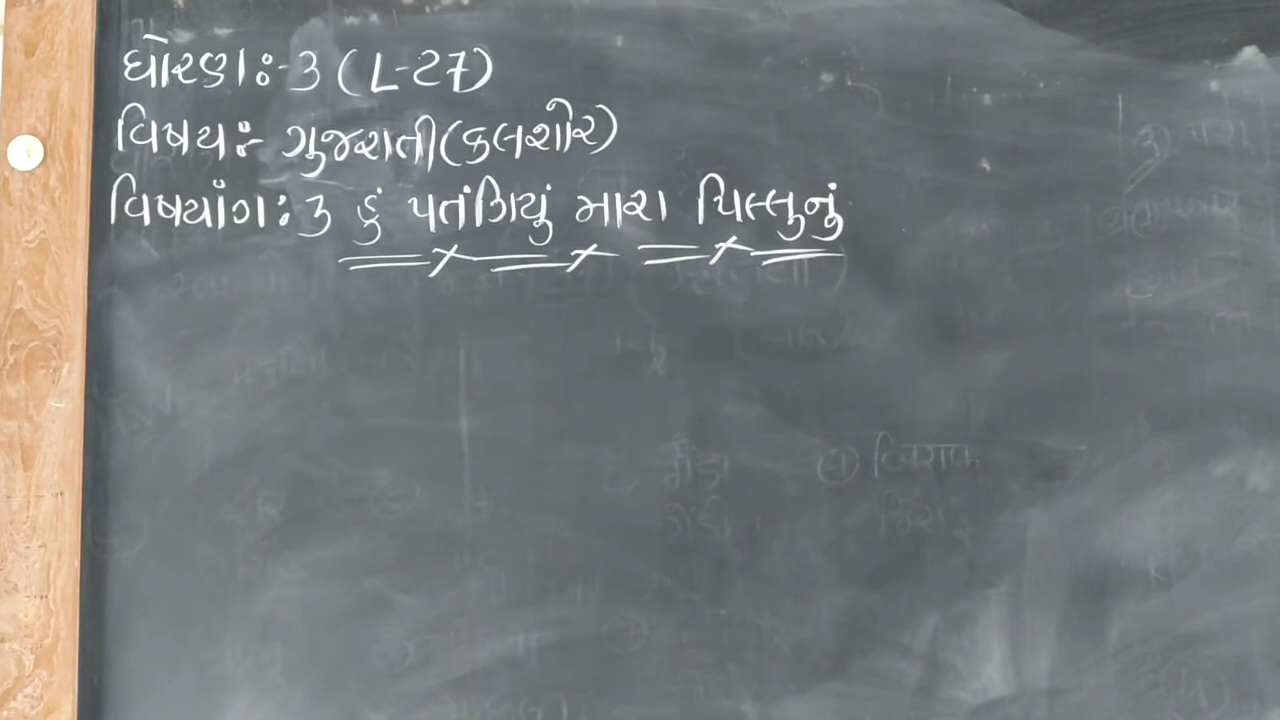 ધોરણ:-3 (L-27)
વિષય:- ગુજરાતી(કલશોર)
વિષયાંગ: 3 હું પતંગિયું મારા પિલ્લુનું